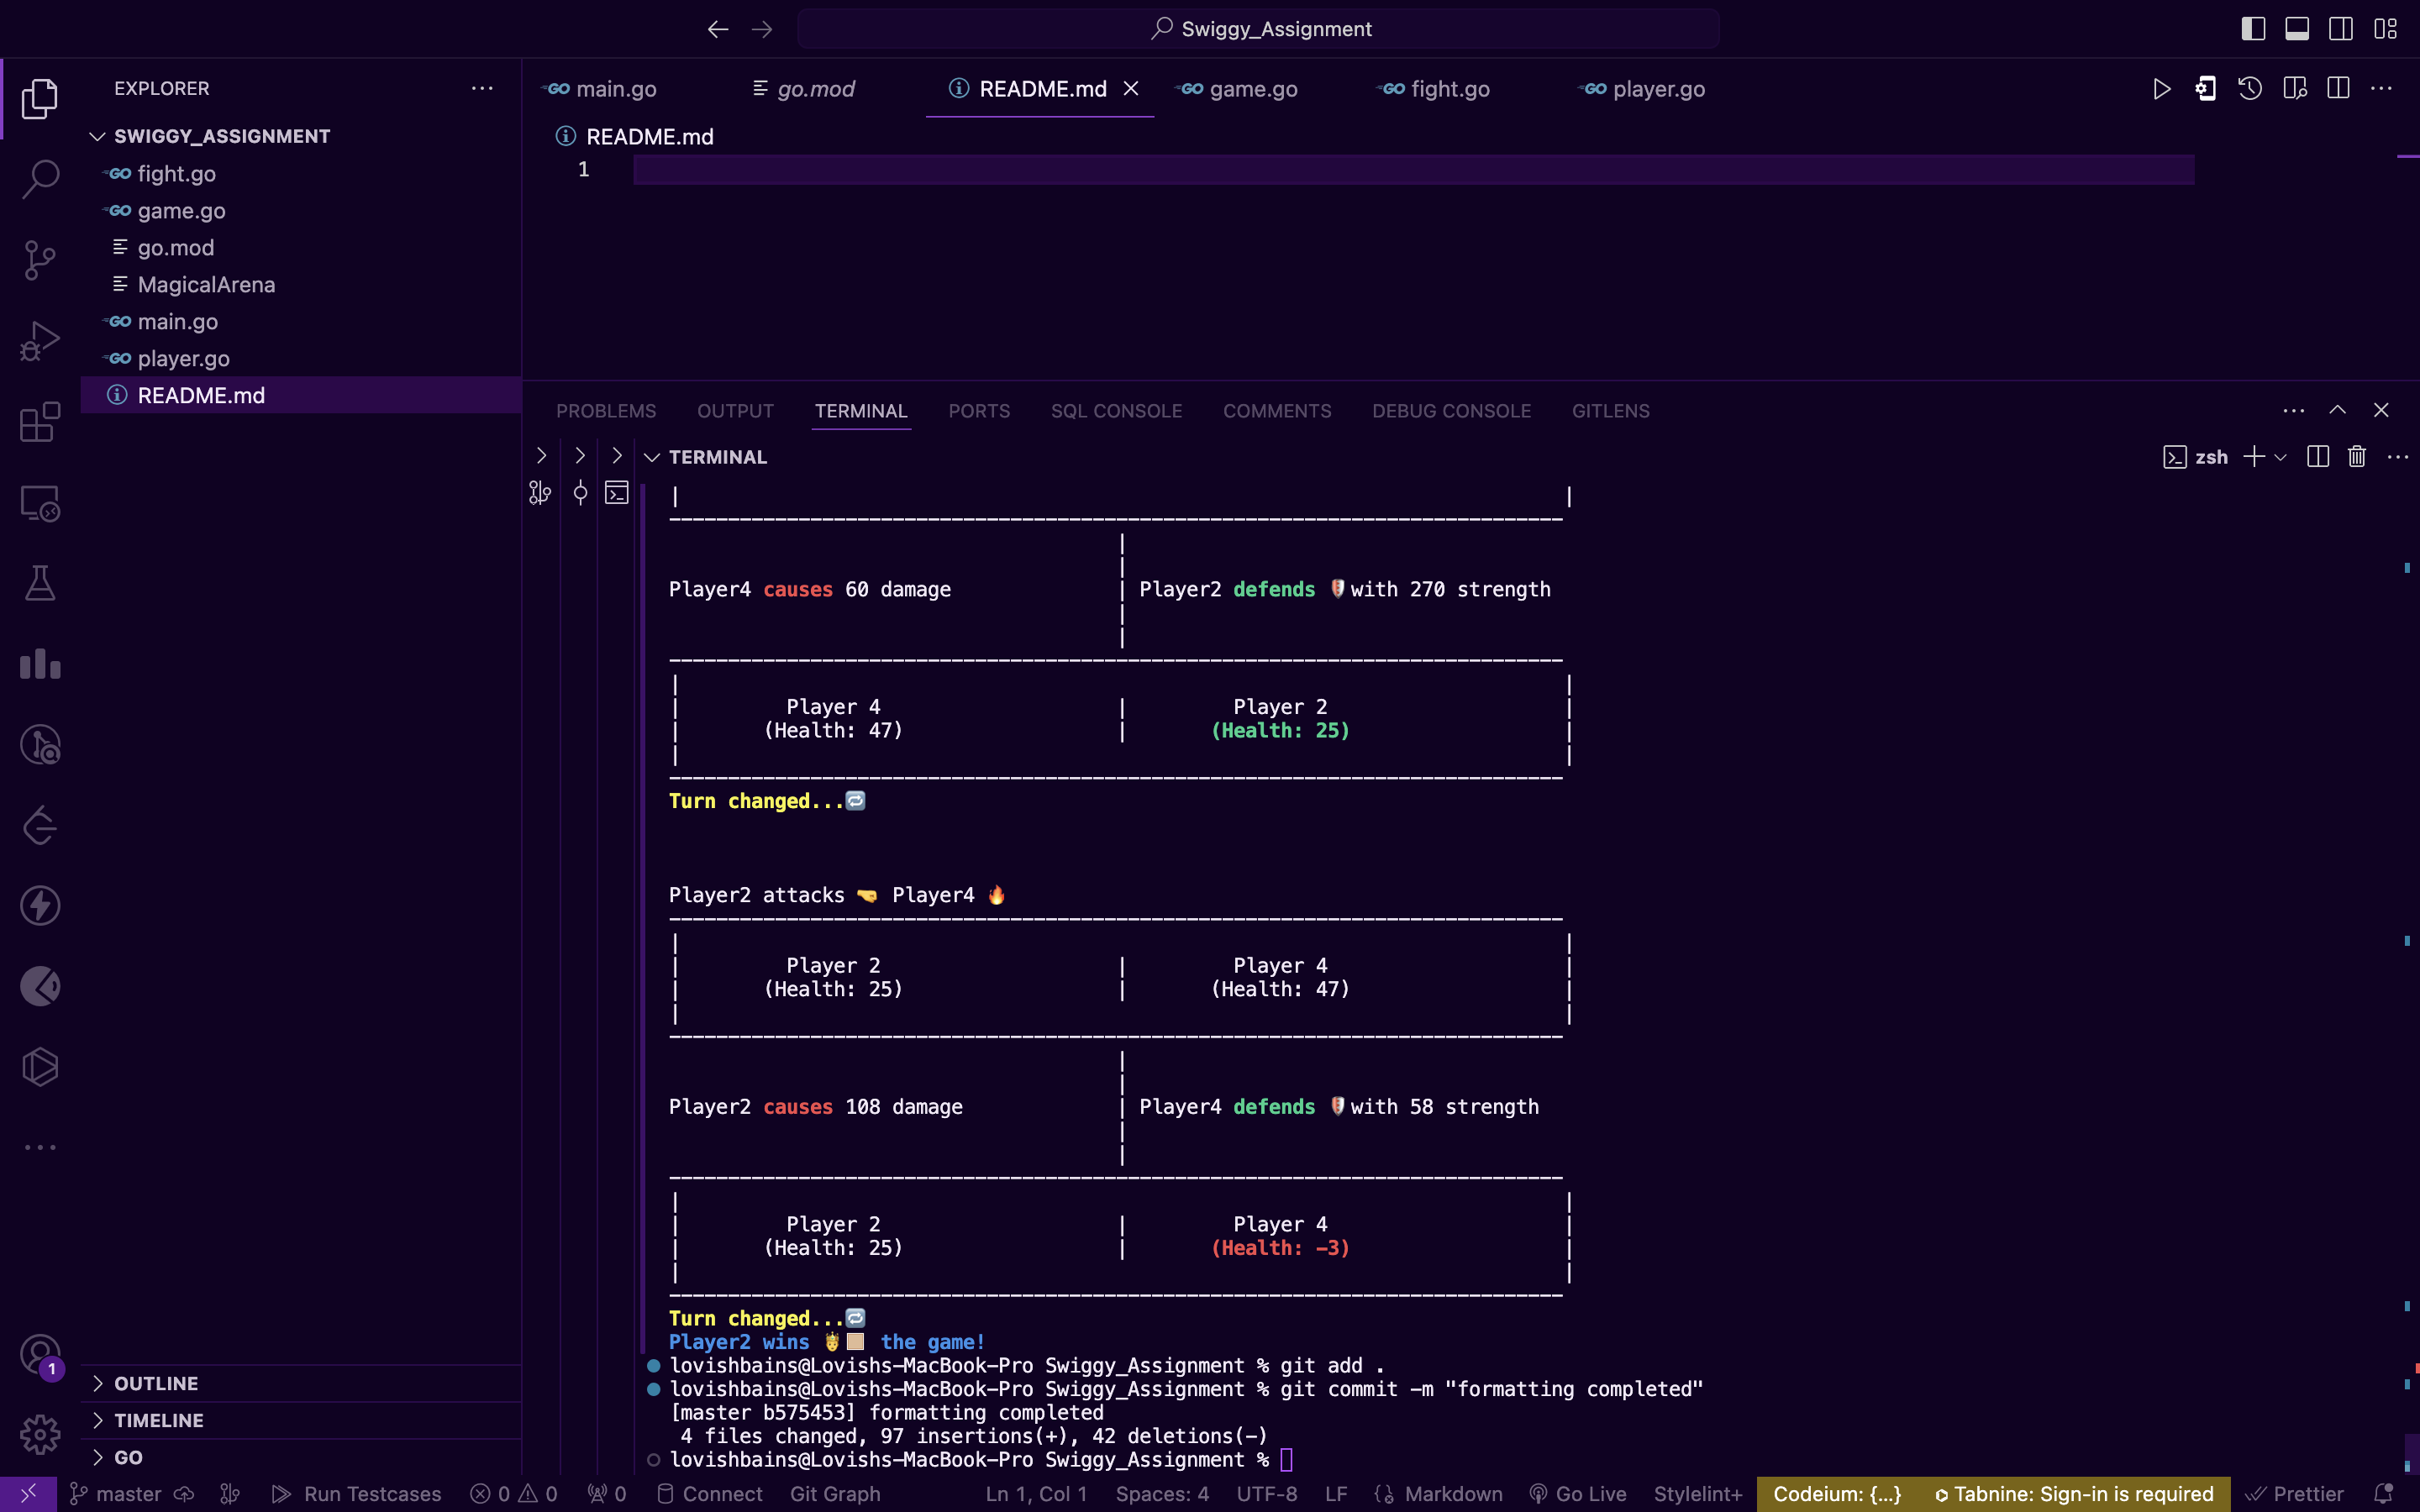 Swiggy_Assignment
EXPLORER
SWIGGY_ASSIGNMENT
fight.go
game.go
go.mod
MagicalArena
main.go
player.go
README.md
OUTLINE
TIMELINE
GO
1
main.go
go.mod
README.md
game.go
fight.go
player.go
README.md
1
PROBLEMS
OUTPUT
TERMINAL
PORTS
SQL CONSOLE
COMMENTS
DEBUG CONSOLE
GITLENS
TERMINAL
zsh
Player4 causes 60 damage | Player2 defends 🛡with 270 strength
| Player 4 | Player 2 |
| (Health: 47) | (Health: 25) |
Turn changed...🔁
Player2 attacks 🤜 Player4 🔥
| Player 2 | Player 4 |
| (Health: 25) | (Health: 47) |
Player2 causes 108 damage | Player4 defends 🛡with 58 strength
| Player 2 | Player 4 |
| (Health: 25) | (Health: -3) |
Turn changed...🔁
Player2 wins 🤴🏼 the game!
lovishbains@Lovishs-MacBook-Pro Swiggy_Assignment % git add .
lovishbains@Lovishs-MacBook-Pro Swiggy_Assignment % git commit -m "formatting completed"
[master b575453] formatting completed
4 files changed, 97 insertions(+), 42 deletions(-)
lovishbains@Lovishs-MacBook-Pro Swiggy_Assignment %
master
Run Testcases
0
0
0
Connect
Git Graph
Ln 1, Col 1
Spaces: 4
UTF-8
LF
Markdown
Go Live
Stylelint+
Codeium: {...}
Tabnine: Sign-in is required
Prettier